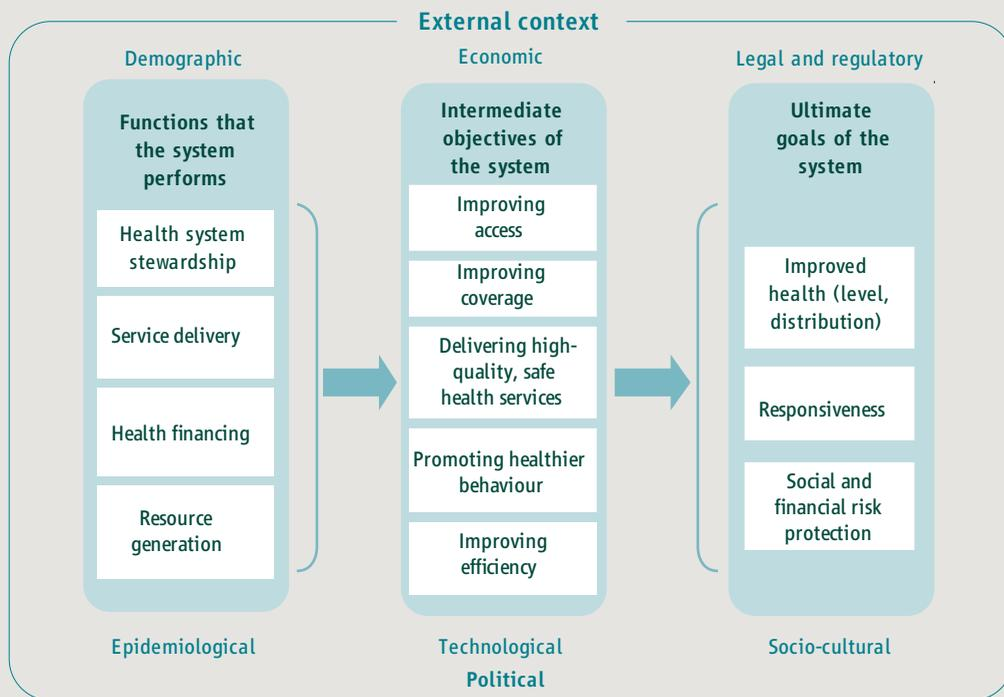 External context
Demographic
Economic
Legal and regulatory
Functions that
the system
performs
Health system
stewardship
Service delivery
Health financing
Resource
generation
Intermediate
objectives of
the system
Improving
access
Improving
coverage
Delivering high-
quality, safe
health services
Promoting healthier
behaviour
Improving
efficiency
Ultimate
goals of the
system
Improved
health (level,
distribution)
Responsiveness
Social and
financial risk
protection
Epidemiological
Technological
Socio-cultural
Political